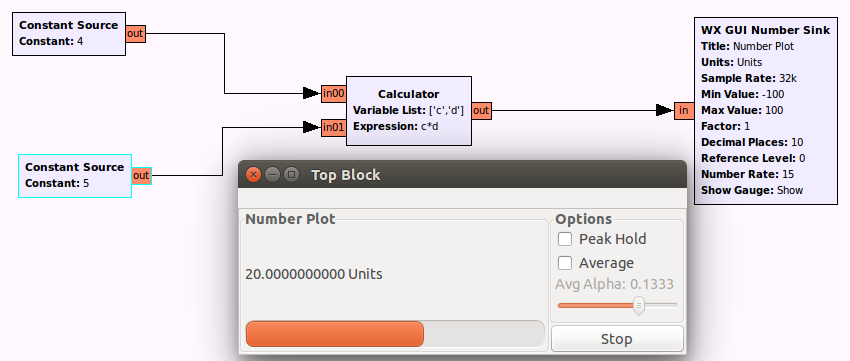 Constant Source
Constant: 4
out
Constant Source
Constant: 5
out
in00
in01
Calculator
Variable List: ['c','d']
Expression: c*d
out
in
WX GUI Number Sink
Title: Number Plot
Units: Units
Sample Rate: 32k
Min Value: -100
Max Value: 100
Factor: 1
Decimal Places: 10
Reference Level: 0
Number Rate: 15
Show Gauge: Show
Top Block
Number Plot
20.0000000000 Units
Options
Peak Hold
Average
Avg Alpha: 0.1333
Stop